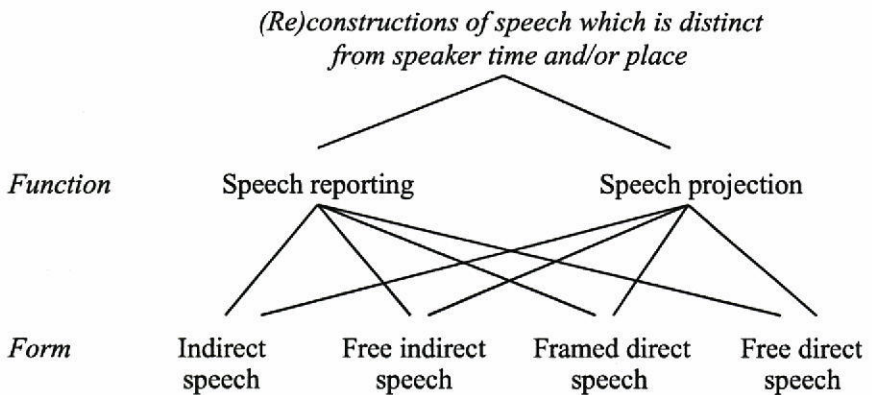 (Re)constructions of speech which is distinct
from speaker time and/or place
Function Speech reporting Speech projection
Form Indirect Free indirect Framed direct Free direct
speech speech speech speech